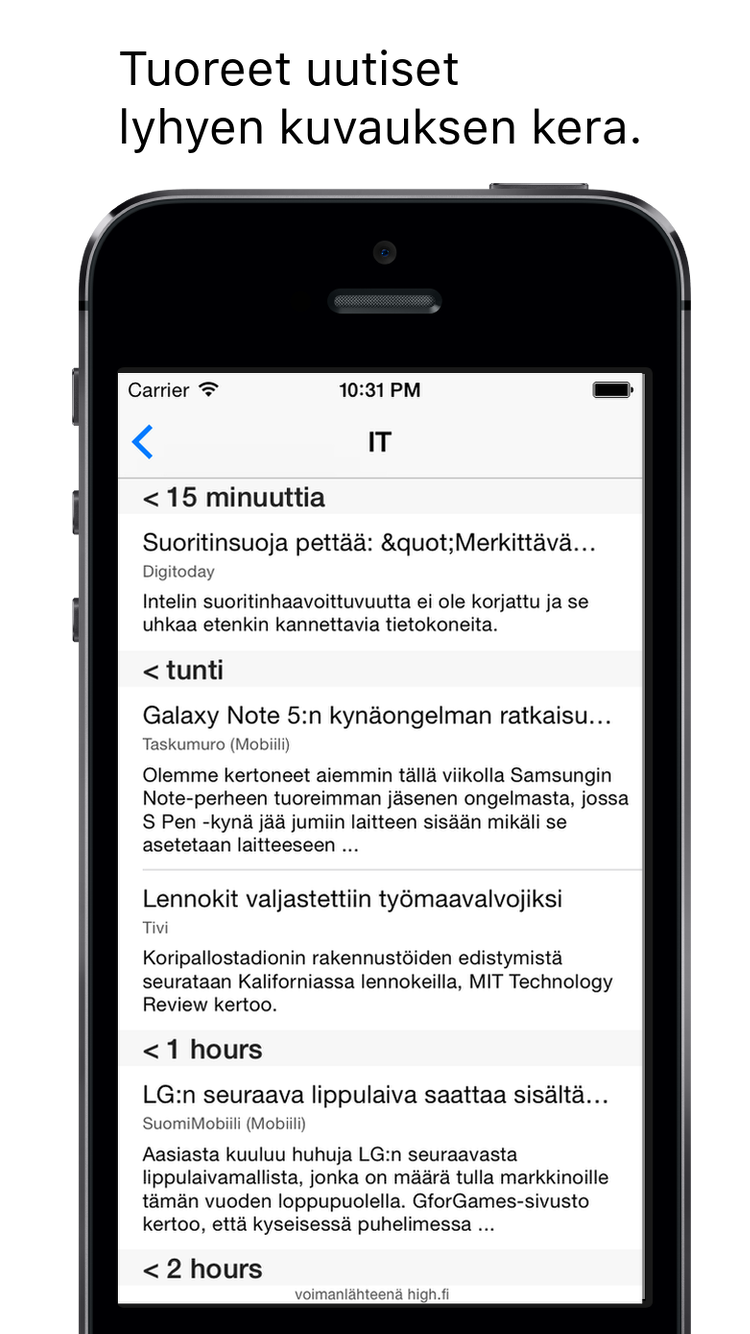 Tuoreet uutiset
lyhyen kuvauksen kera.
Carrier 10:31 PM
IT
< 15 minuuttia
Suoritinsuoja pettää: &quot;Merkittävä...
Digitoday
Intelin suoritinhaavoittuvuutta ei ole korjattu ja se
uhkaa etenkin kannettavia tietokoneita.
< tunti
Galaxy Note 5:n kynäongelman ratkaisu...
Taskumuro (Mobiili)
Olemme kertoneet aiemmin tällä viikolla Samsungin
Note-perheen tuoreimman jäsenen ongelmasta, jossa
S Pen -kynä jää jumiin laitteen sisään mikäli se
asetetaan laitteeseen ...
Lennokit valjastettiin työmaavalvojiksi
Tivi
Koripallostadionin rakennustöiden edistymistä
seurataan Kaliforniassa lennokeilla, MIT Technology
Review kertoo.
< 1 hours
LG:n seuraava lippulaiva saattaa sisältä...
SuomiMobiili (Mobiili)
Aasiasta kuuluu huhuja LG:n seuraavasta
lippulaivamallista, jonka on määrä tulla markkinoille
tämän vuoden loppupuolella. GforGames-sivusto
kertoo, että kyseisessä puhelimessa ...
< 2 hours
voimanlähteenä high.fi